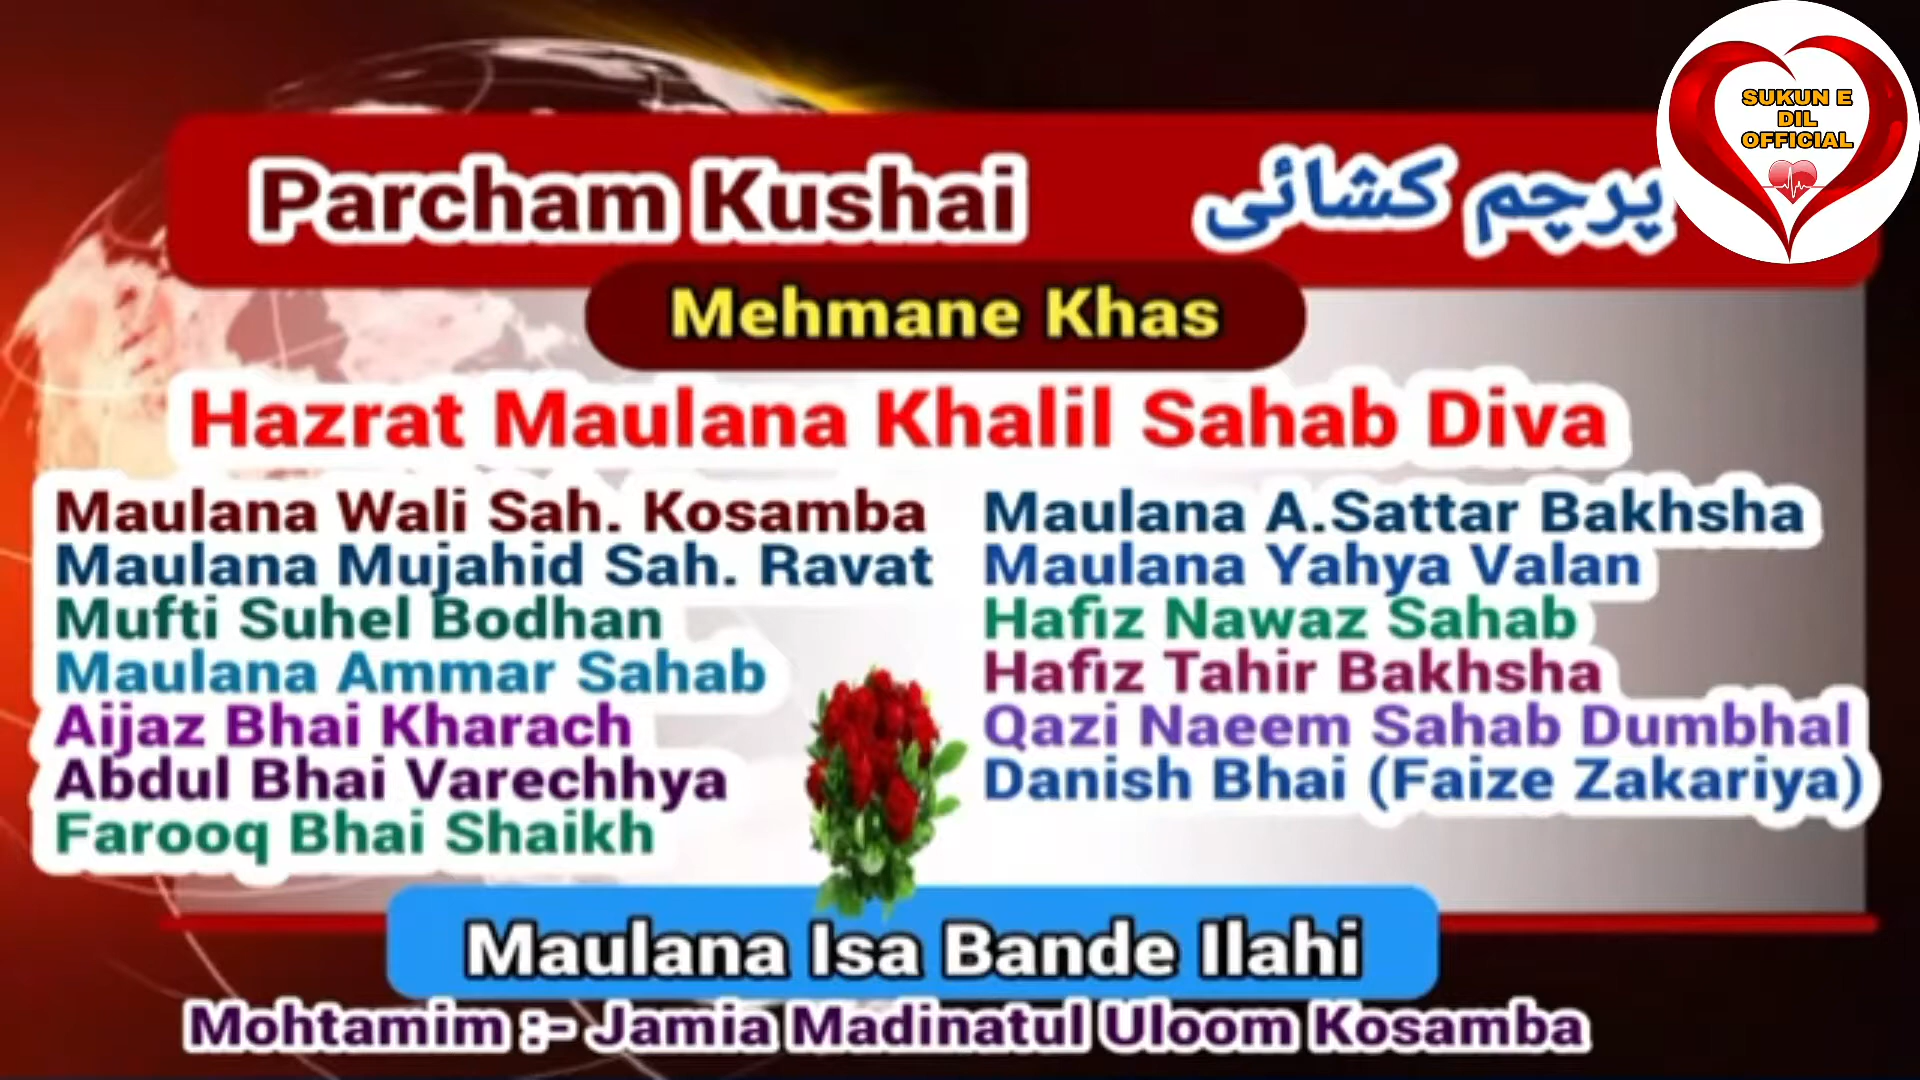 Parcham Kushai
پرچم کشائی
SUKUN E
DIL
OFFICIAL
Mehmane Khas
Hazrat Maulana Khalil Sahab Diva
Maulana Wali Sah. Kosamba
Maulana Mujahid Sah. Ravat
Mufti Suhel Bodhan
Maulana Ammar Sahab
Aijaz Bhai Kharach
Abdul Bhai Varechhya
Farooq Bhai Shaikh
Maulana A.Sattar Bakhsha
Maulana Yahya Valan
Hafiz Nawaz Sahab
Hafiz Tahir Bakhsha
Qazi Naeem Sahab Dumbhal
Danish Bhai (Faize Zakariya)
Maulana Isa Bande Ilahi
Mohtamim :- Jamia Madinatul Uloom Kosamba